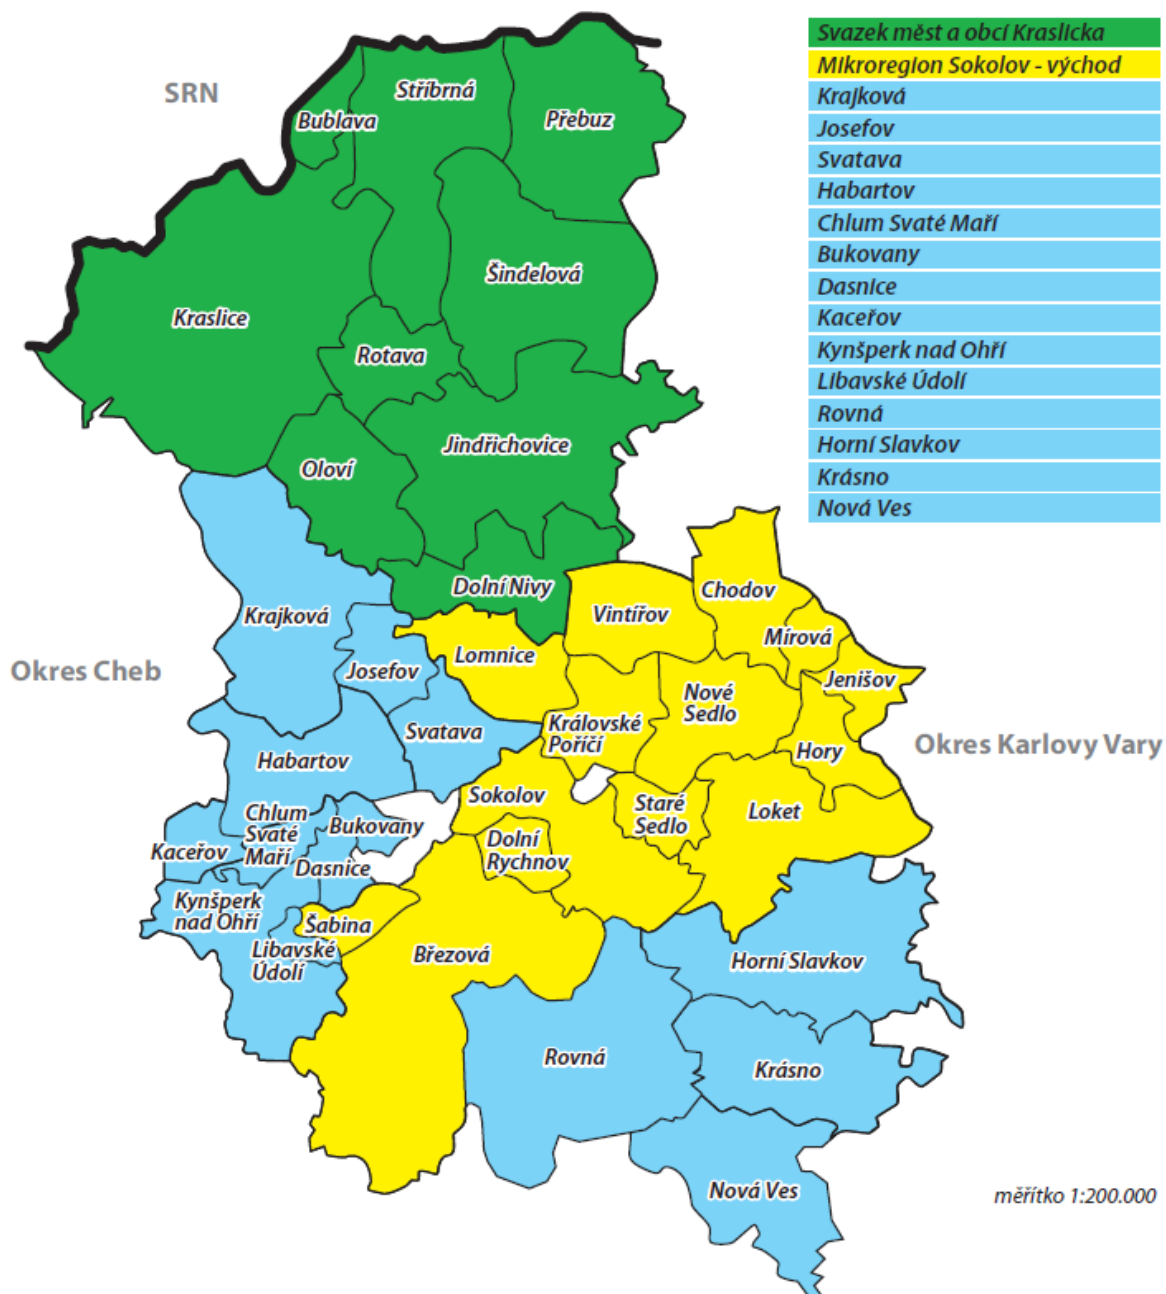 Svazek měst a obcí Kraslicka
Mikroregion Sokolov - východ
Krajková
Josefov
Svatava
Habartov
Chlum Svaté Maří
Bukovany
Dasnice
Kaceřov
Kynšperk nad Ohří
Libavské Údolí
Rovná
Horní Slavkov
Krásno
Nová Ves
SRN
Stříbrná
Bublava
Přebuz
Šindelová
Kraslice
Rotava
Jindřichovice
Oloví
Dolní Nivy
Chodov
Vintířov
Krajková
Mírová
Lomnice
Okres Cheb
Josefov
Jenišov
Nové
Sedlo
Královské
Poříčí
Svatava
Okres Karlovy Vary
Hory
Habartov
Sokolov
Staré
Sedlo
Loket
Chlum
Svaté
Maří
Bukovany
Dolní
Rychnov
Kaceřov
Dasnice
Kynšperk
nad Ohří
Šabina
Libavské
Údolí
Březová
Horní Slavkov
Rovná
Krásno
Nová Ves
měřítko 1:200.000